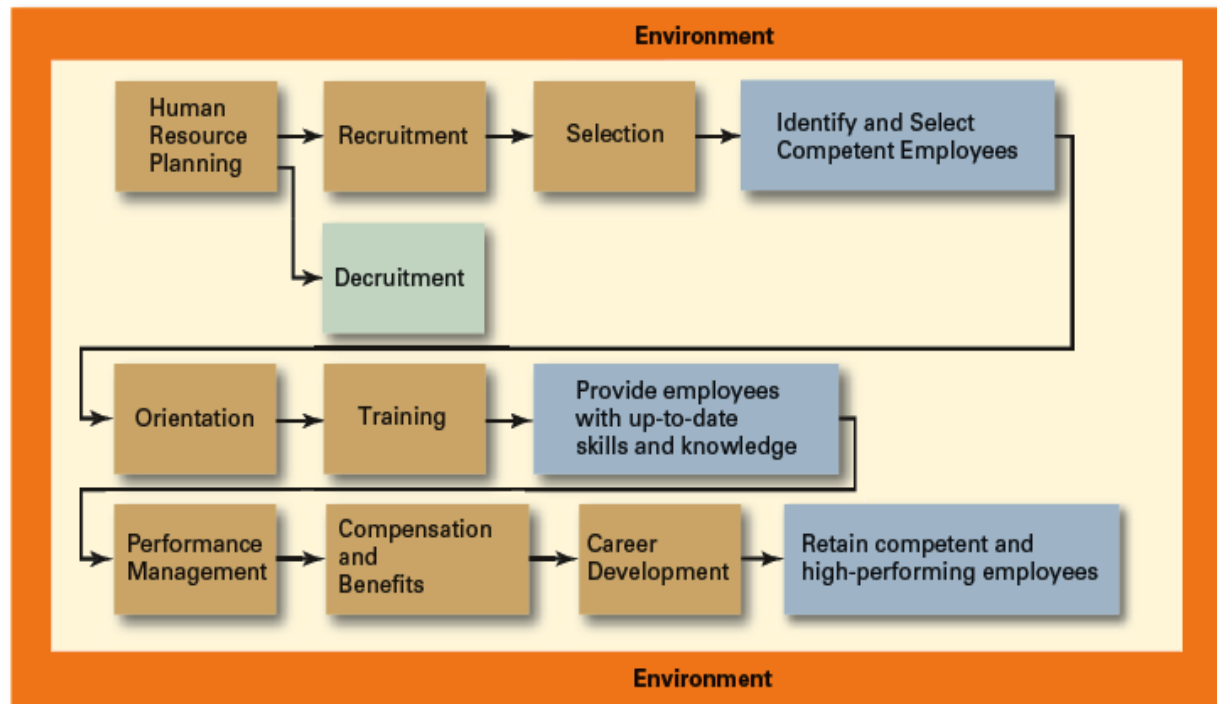 Environment
Human
Resource
Planning
Recruitment
Selection
Identify and Select
Competent Employees
Decruitment
Orientation
Training
Provide employees
with up-to-date
skills and knowledge
Performance
Management
Compensation
and
Benefits
Career
Development
Retain competent and
high-performing employees
Environment